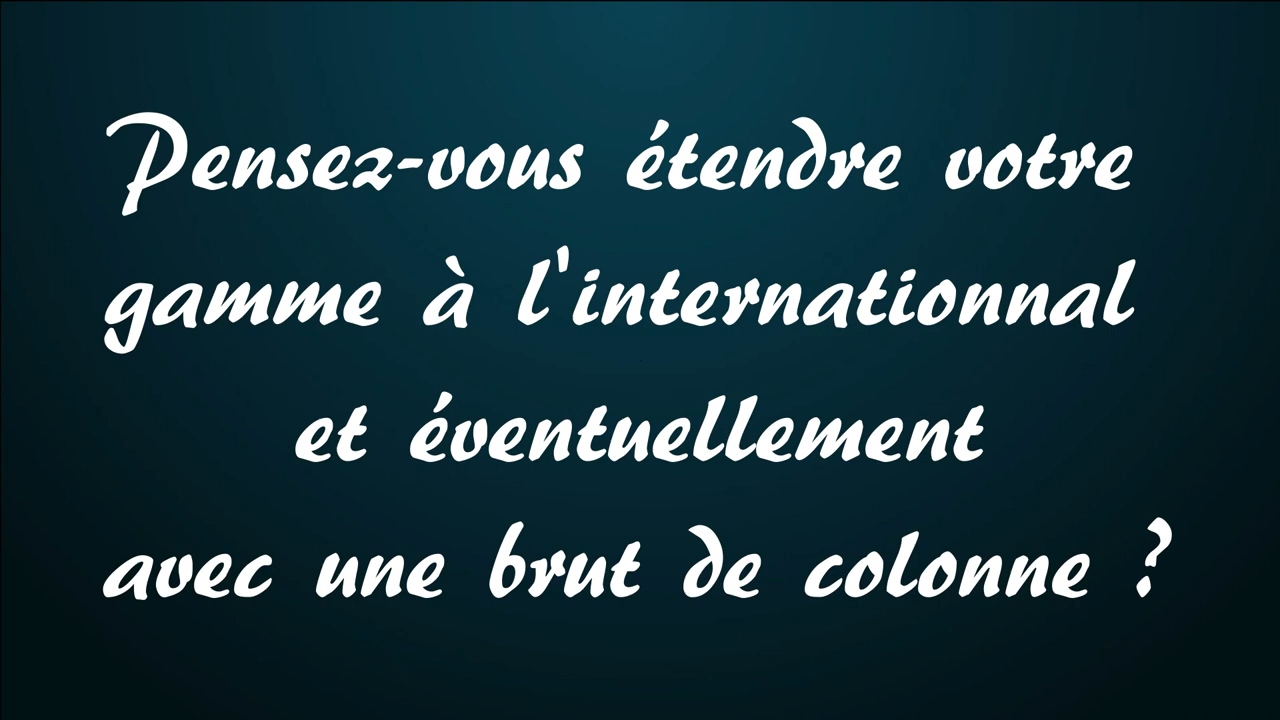 Pensez-vous étendre votre
gamme à l'internationnal
et éventuellement
avec une brut de colonne ?